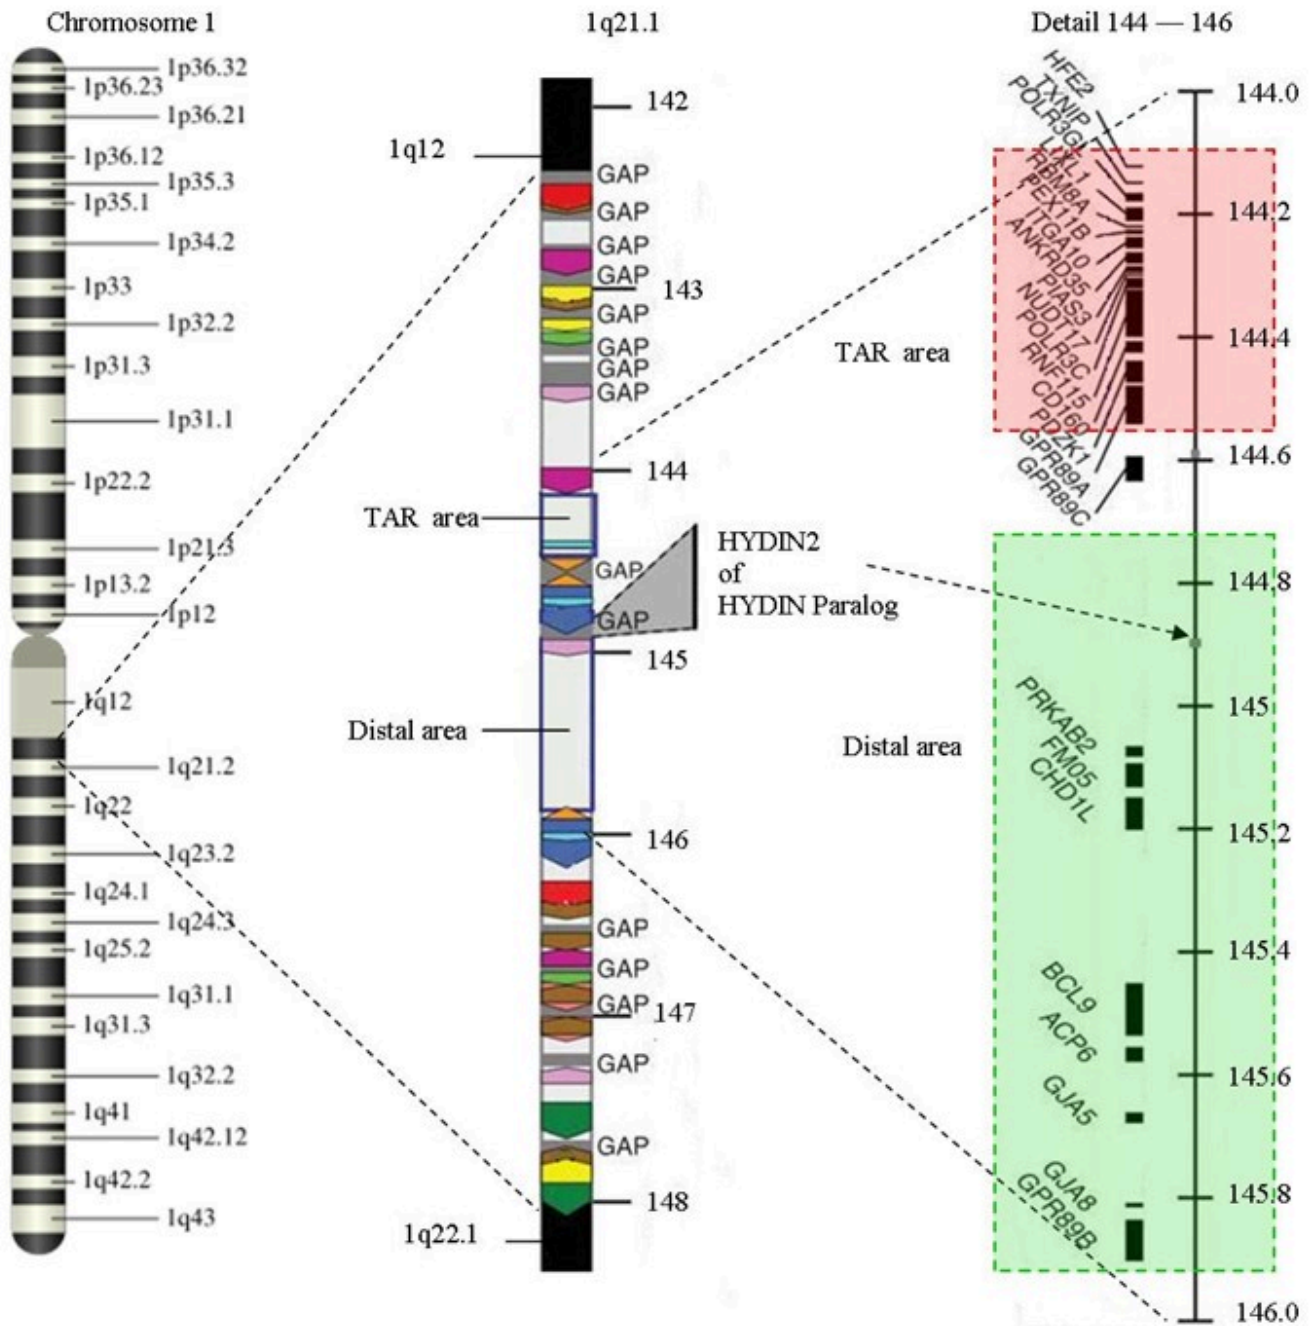 Chromosome 1
1p36.32
1p36.23
1p36.21
1p36.12
1p35.3
1p35.1
1p34.2
1p33
1p32.2
1p31.3
1p31.1
1p22.2
1p21.3
1p13.2
1p12
1q12
1q21.2
1q22
1q23.2
1q24.1
1q24.3
1q25.2
1q31.1
1q31.3
1q32.2
1q41
1q42.12
1q42.2
1q43
1q21.1
142
1q12
GAP
GAP
GAP
GAP
143
GAP
GAP
GAP
GAP
144
TAR area
GAP
HYDIN2
of
HYDIN Paralog
GAP
145
Distal area
146
GAP
GAP
GAP
147
GAP
GAP
148
1q22.1
Detail 144 — 146
144.0
144.2
144.4
144.6
144.8
145
145.2
145.4
145.6
145.8
146.0
TAR area
HFE2
TXNIP
POLR3GL
LIXL1
RBM8A
PEX11B
ITGA10
ANKRD35
PIAS3
NUDT17
POLR3C
RNF115
CD160
PDZK1
GPR89A
GPR89C
Distal area
PRKAB2
FM05
CHD1L
BCL9
ACP6
GJA5
GJA8
GPR89B